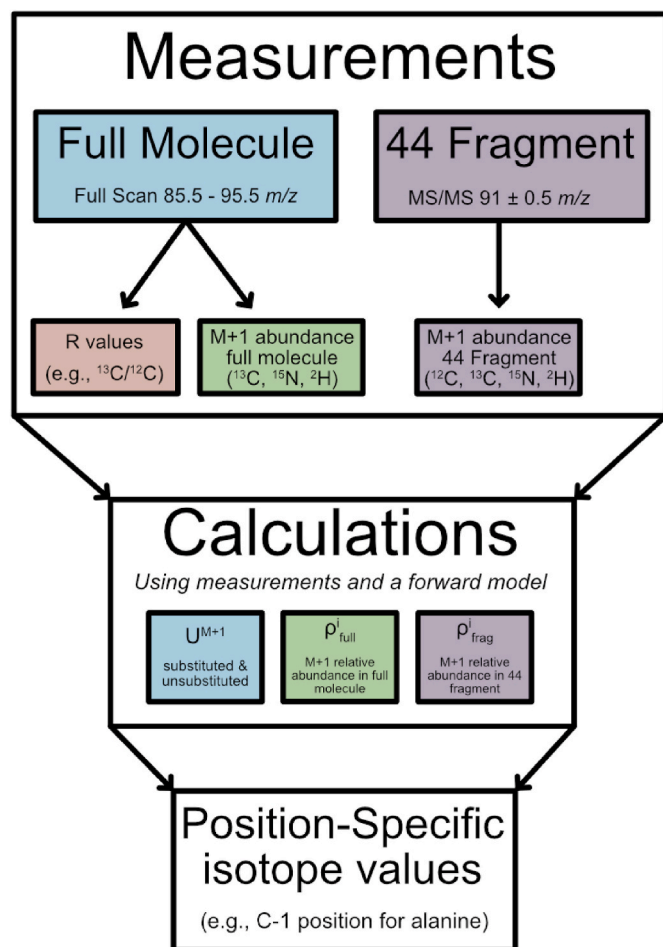 Measurements
Full Molecule
Full Scan 85.5 - 95.5 m/z
44 Fragment
MS/MS 91 ± 0.5 m/z
R values
(e.g., ¹³C/¹²C)
M+1 abundance
full molecule
(¹³C, ¹⁵N, ²H)
M+1 abundance
44 Fragment
(¹²C, ¹³C, ¹⁵N, ²H)
Calculations
Using measurements and a forward model
Uᴹ⁺¹
substituted &
unsubstituted
ρⁱfull
M+1 relative
abundance in full
molecule
ρⁱfrag
M+1 relative
abundance in 44
fragment
Position-Specific
isotope values
(e.g., C-1 position for alanine)